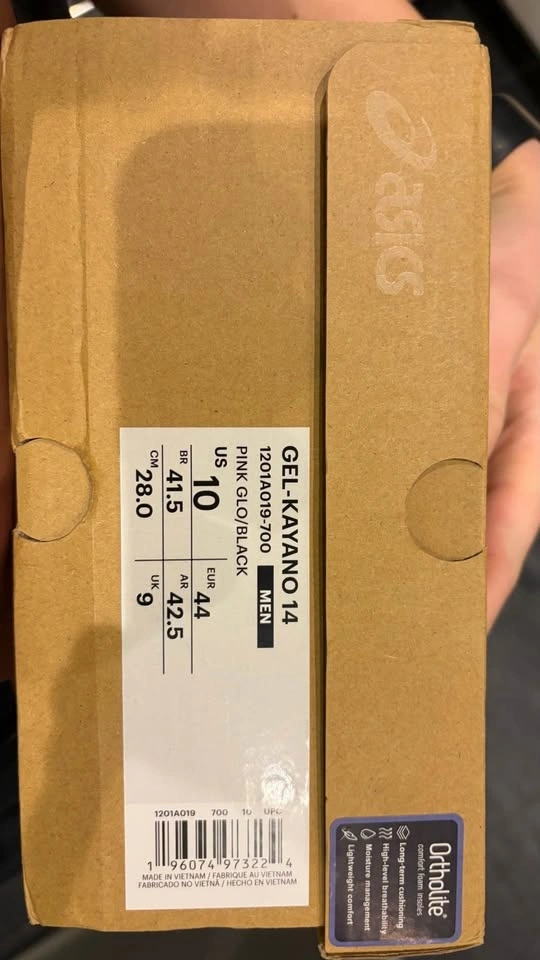 asics
GEL-KAYANO 14
1201A019-700 MEN
PINK GLO/BLACK
US 10 EUR 44
BR 41.5 AR 42.5
CM 28.0 UK 9
1201A019 700 10 UPC
1 96074 97322 4
MADE IN VIETNAM / FABRIQUE AU VIETNAM
FABRICADO NO VIETNÃ / HECHO EN VIETNAM
Ortholite®
comfort foam insoles
Long-term cushioning
High-level breathability
Moisture management
Lightweight comfort